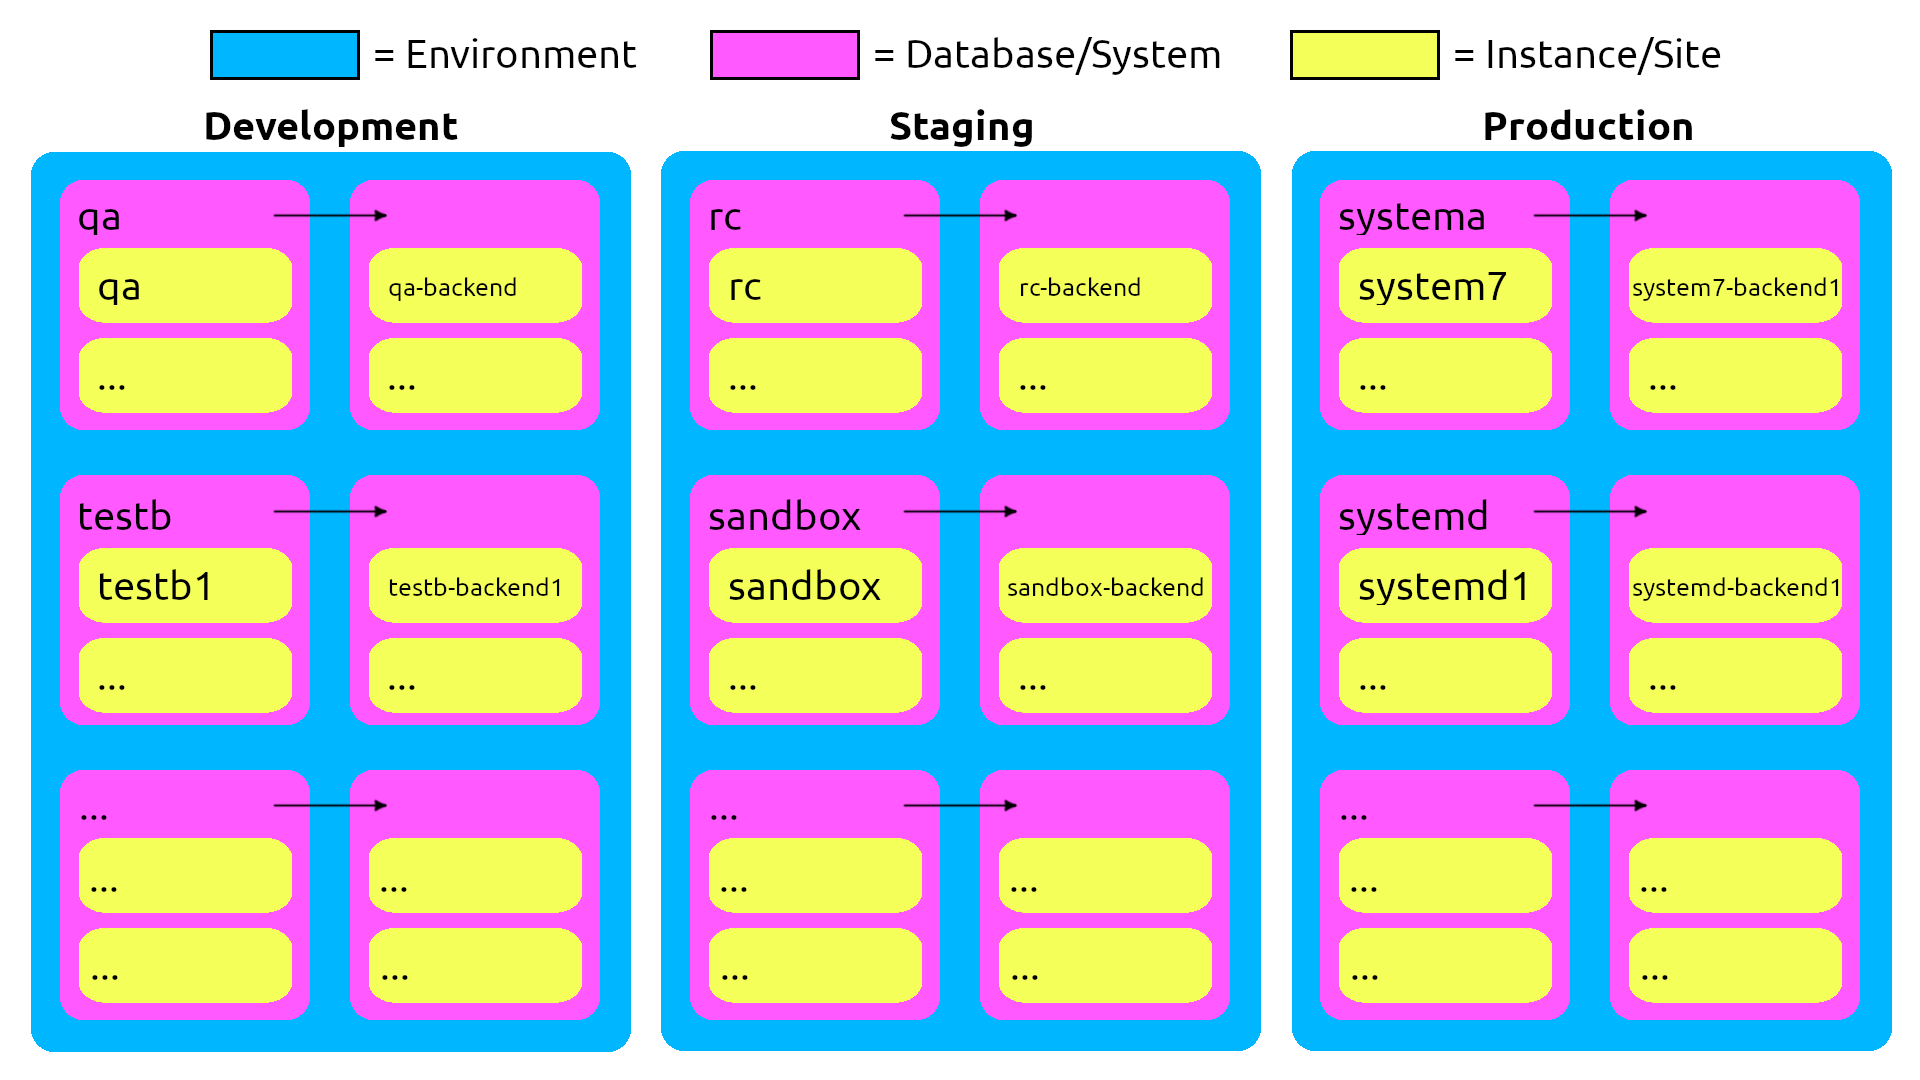 = Environment
= Database/System
= Instance/Site
Development
qa
qa
qa-backend
...
...
testb
testb1
testb-backend1
...
...
...
...
...
...
...
Staging
rc
rc
rc-backend
...
...
sandbox
sandbox
sandbox-backend
...
...
...
...
...
...
...
Production
systema
system7
system7-backend1
...
...
systemd
systemd1
systemd-backend1
...
...
...
...
...
...
...